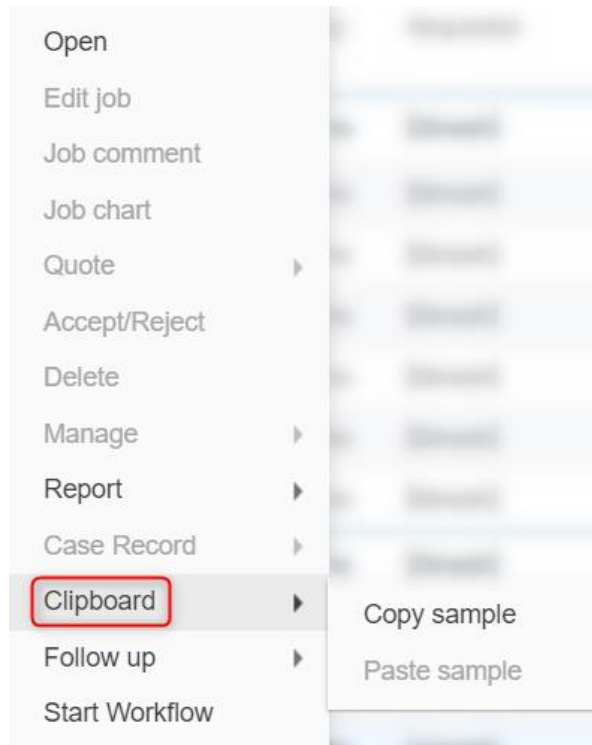 Open
Edit job
Job comment
Job chart
Quote
Accept/Reject
Delete
Manage
Report
Case Record
Clipboard
Copy sample
Paste sample
Follow up
Start Workflow